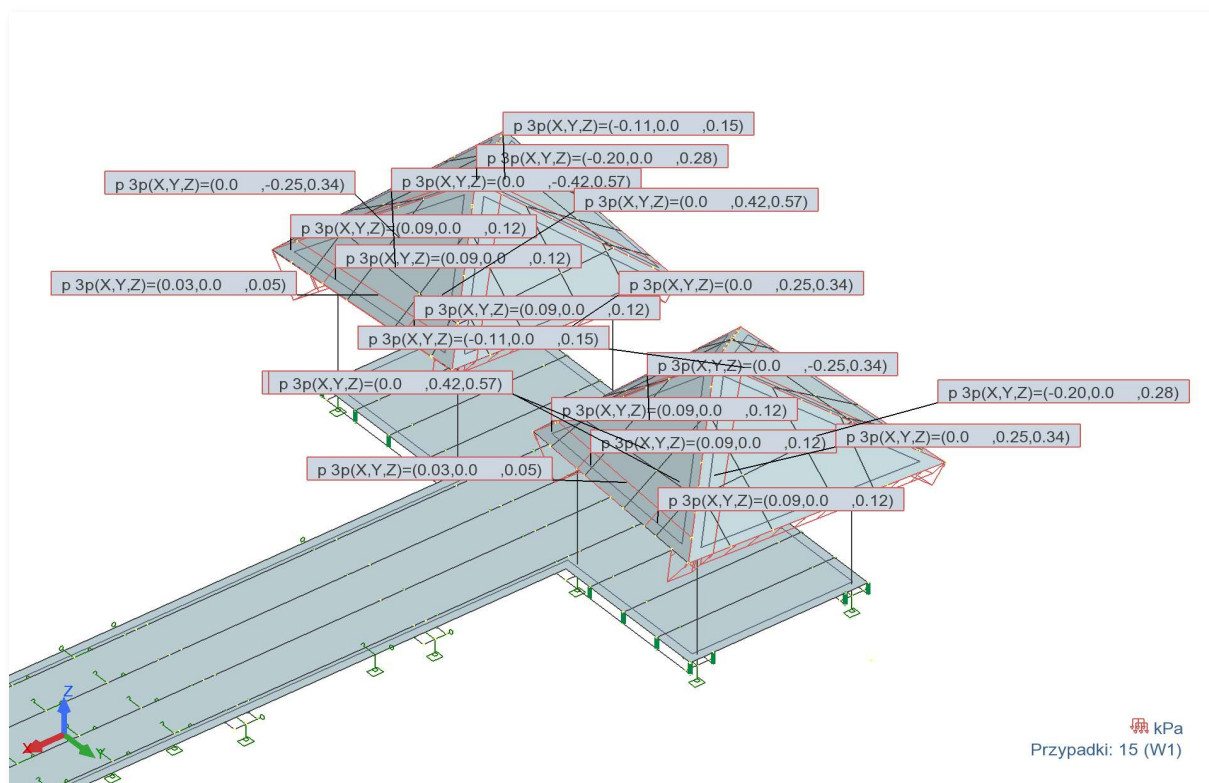 p 3p(X,Y,Z)=(-0.11,0.0 ,0.15)
p 3p(X,Y,Z)=(-0.20,0.0 ,0.28)
p 3p(X,Y,Z)=(0.0 ,-0.25,0.34)
p 3p(X,Y,Z)=(0.0 ,-0.42,0.57)
p 3p(X,Y,Z)=(0.0 ,0.42,0.57)
p 3p(X,Y,Z)=(0.09,0.0 ,0.12)
p 3p(X,Y,Z)=(0.09,0.0 ,0.12)
p 3p(X,Y,Z)=(0.03,0.0 ,0.05)
p 3p(X,Y,Z)=(0.0 ,0.25,0.34)
p 3p(X,Y,Z)=(0.09,0.0 ,0.12)
p 3p(X,Y,Z)=(-0.11,0.0 ,0.15)
p 3p(X,Y,Z)=(0.0 ,-0.25,0.34)
p 3p(X,Y,Z)=(0.0 ,0.42,0.57)
p 3p(X,Y,Z)=(-0.20,0.0 ,0.28)
p 3p(X,Y,Z)=(0.09,0.0 ,0.12)
p 3p(X,Y,Z)=(0.09,0.0 ,0.12)
p 3p(X,Y,Z)=(0.0 ,0.25,0.34)
p 3p(X,Y,Z)=(0.03,0.0 ,0.05)
p 3p(X,Y,Z)=(0.09,0.0 ,0.12)
Z
X
Y
kPa
Przypadki: 15 (W1)